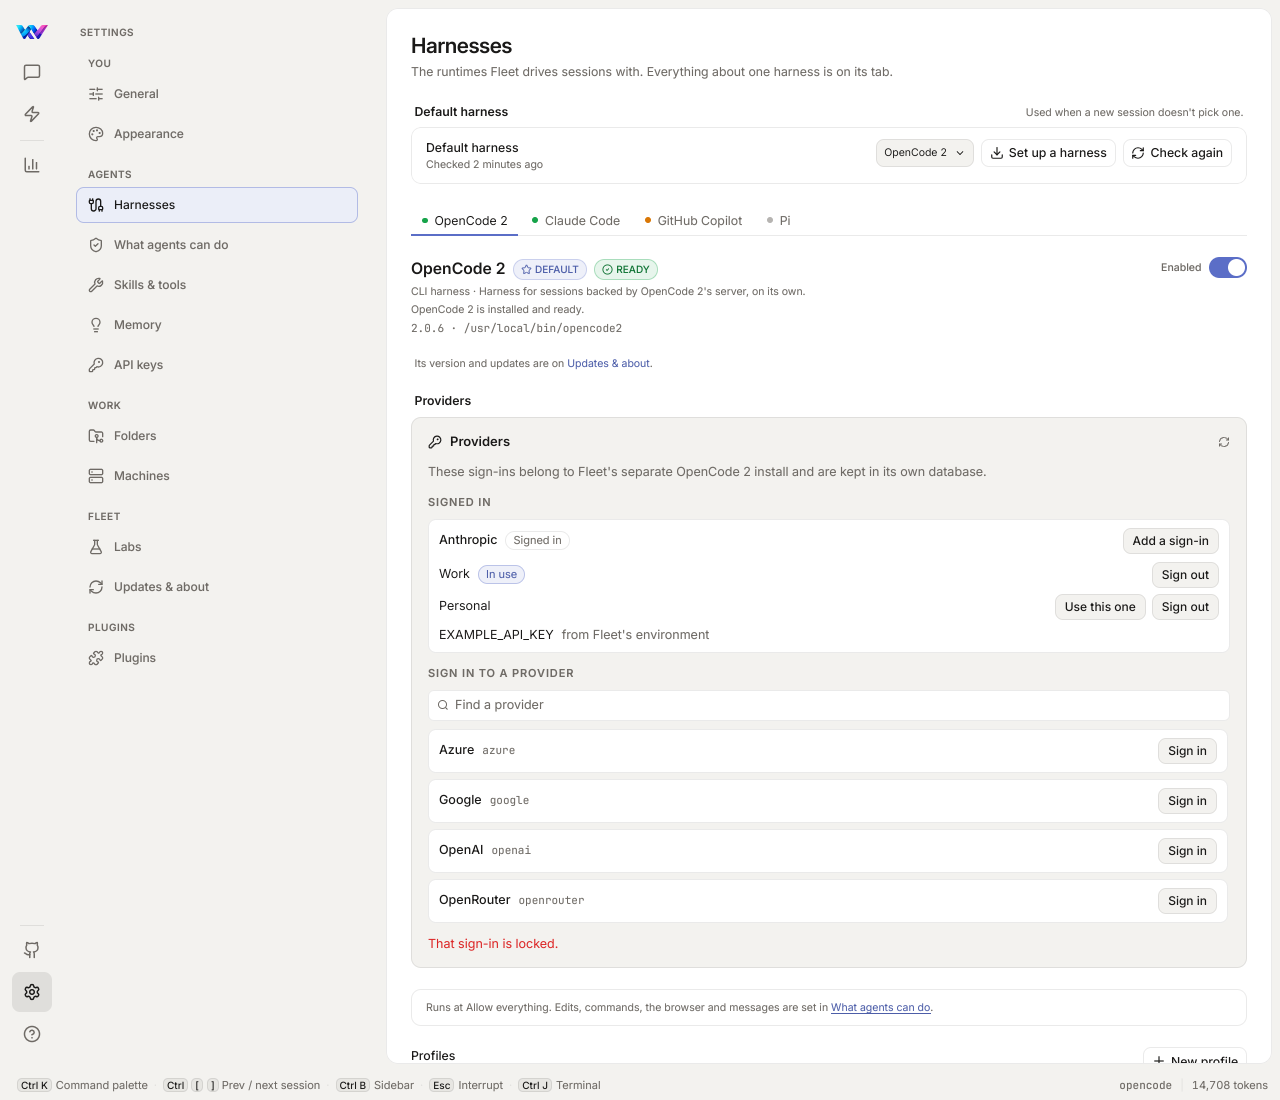 SETTINGS
YOU
General
Appearance
AGENTS
Harnesses
What agents can do
Skills & tools
Memory
API keys
WORK
Folders
Machines
FLEET
Labs
Updates & about
PLUGINS
Plugins
Harnesses
The runtimes Fleet drives sessions with. Everything about one harness is on its tab.
Default harness
Used when a new session doesn't pick one.
Default harness
Checked 2 minutes ago
OpenCode 2
Set up a harness
Check again
OpenCode 2
Claude Code
GitHub Copilot
Pi
OpenCode 2
DEFAULT
READY
Enabled
CLI harness · Harness for sessions backed by OpenCode 2's server, on its own.
OpenCode 2 is installed and ready.
2.0.6 · /usr/local/bin/opencode2
Its version and updates are on Updates & about.
Providers
Providers
These sign-ins belong to Fleet's separate OpenCode 2 install and are kept in its own database.
SIGNED IN
Anthropic
Signed in
Add a sign-in
Work
In use
Sign out
Personal
Use this one
Sign out
EXAMPLE_API_KEY from Fleet's environment
SIGN IN TO A PROVIDER
Find a provider
Azure azure
Sign in
Google google
Sign in
OpenAI openai
Sign in
OpenRouter openrouter
Sign in
That sign-in is locked.
Runs at Allow everything. Edits, commands, the browser and messages are set in What agents can do.
Profiles
New profile
Ctrl K Command palette
Ctrl [ ] Prev / next session
Ctrl B Sidebar
Esc Interrupt
Ctrl J Terminal
opencode
14,708 tokens